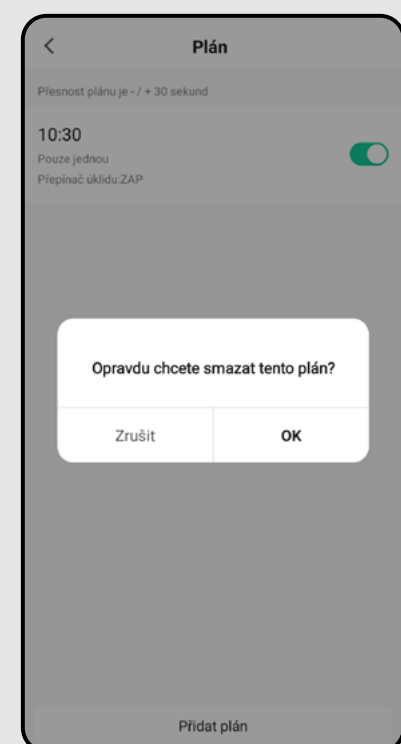 Plán
Přesnost plánu je - / + 30 sekund
10:30
Pouze jednou
Přepínač úklidu:ZAP
Opravdu chcete smazat tento plán?
Zrušit
OK
Přidat plán